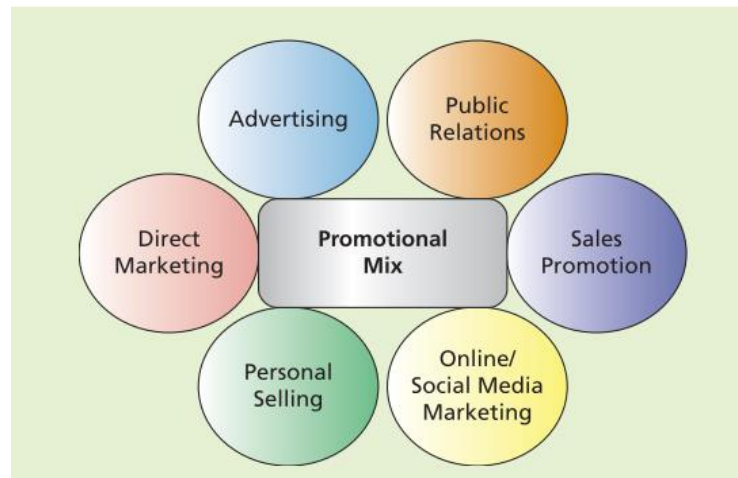 Advertising
Public
Relations
Direct
Marketing
Promotional
Mix
Sales
Promotion
Personal
Selling
Online/
Social Media
Marketing